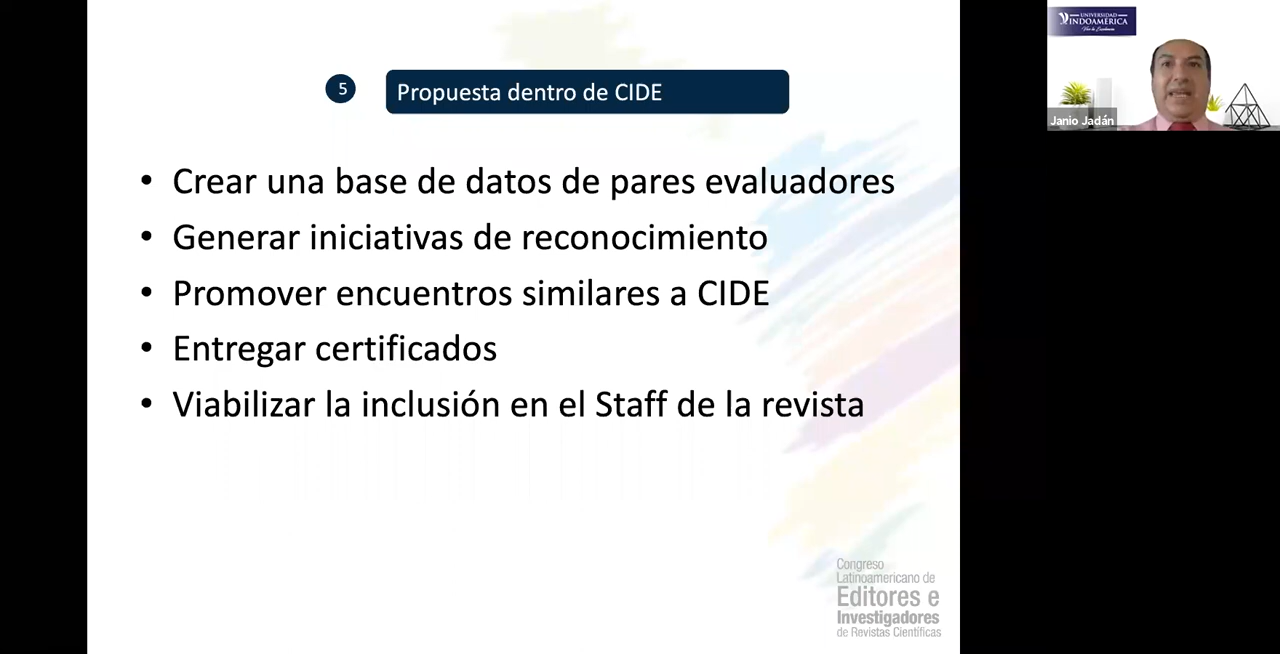 5
Propuesta dentro de CIDE
• Crear una base de datos de pares evaluadores
• Generar iniciativas de reconocimiento
• Promover encuentros similares a CIDE
• Entregar certificados
• Viabilizar la inclusión en el Staff de la revista
Congreso
Latinoamericano de
Editores e
Investigadores
de Revistas Científicas
UNIVERSIDAD
INDOAMÉRICA
Janio Jadán